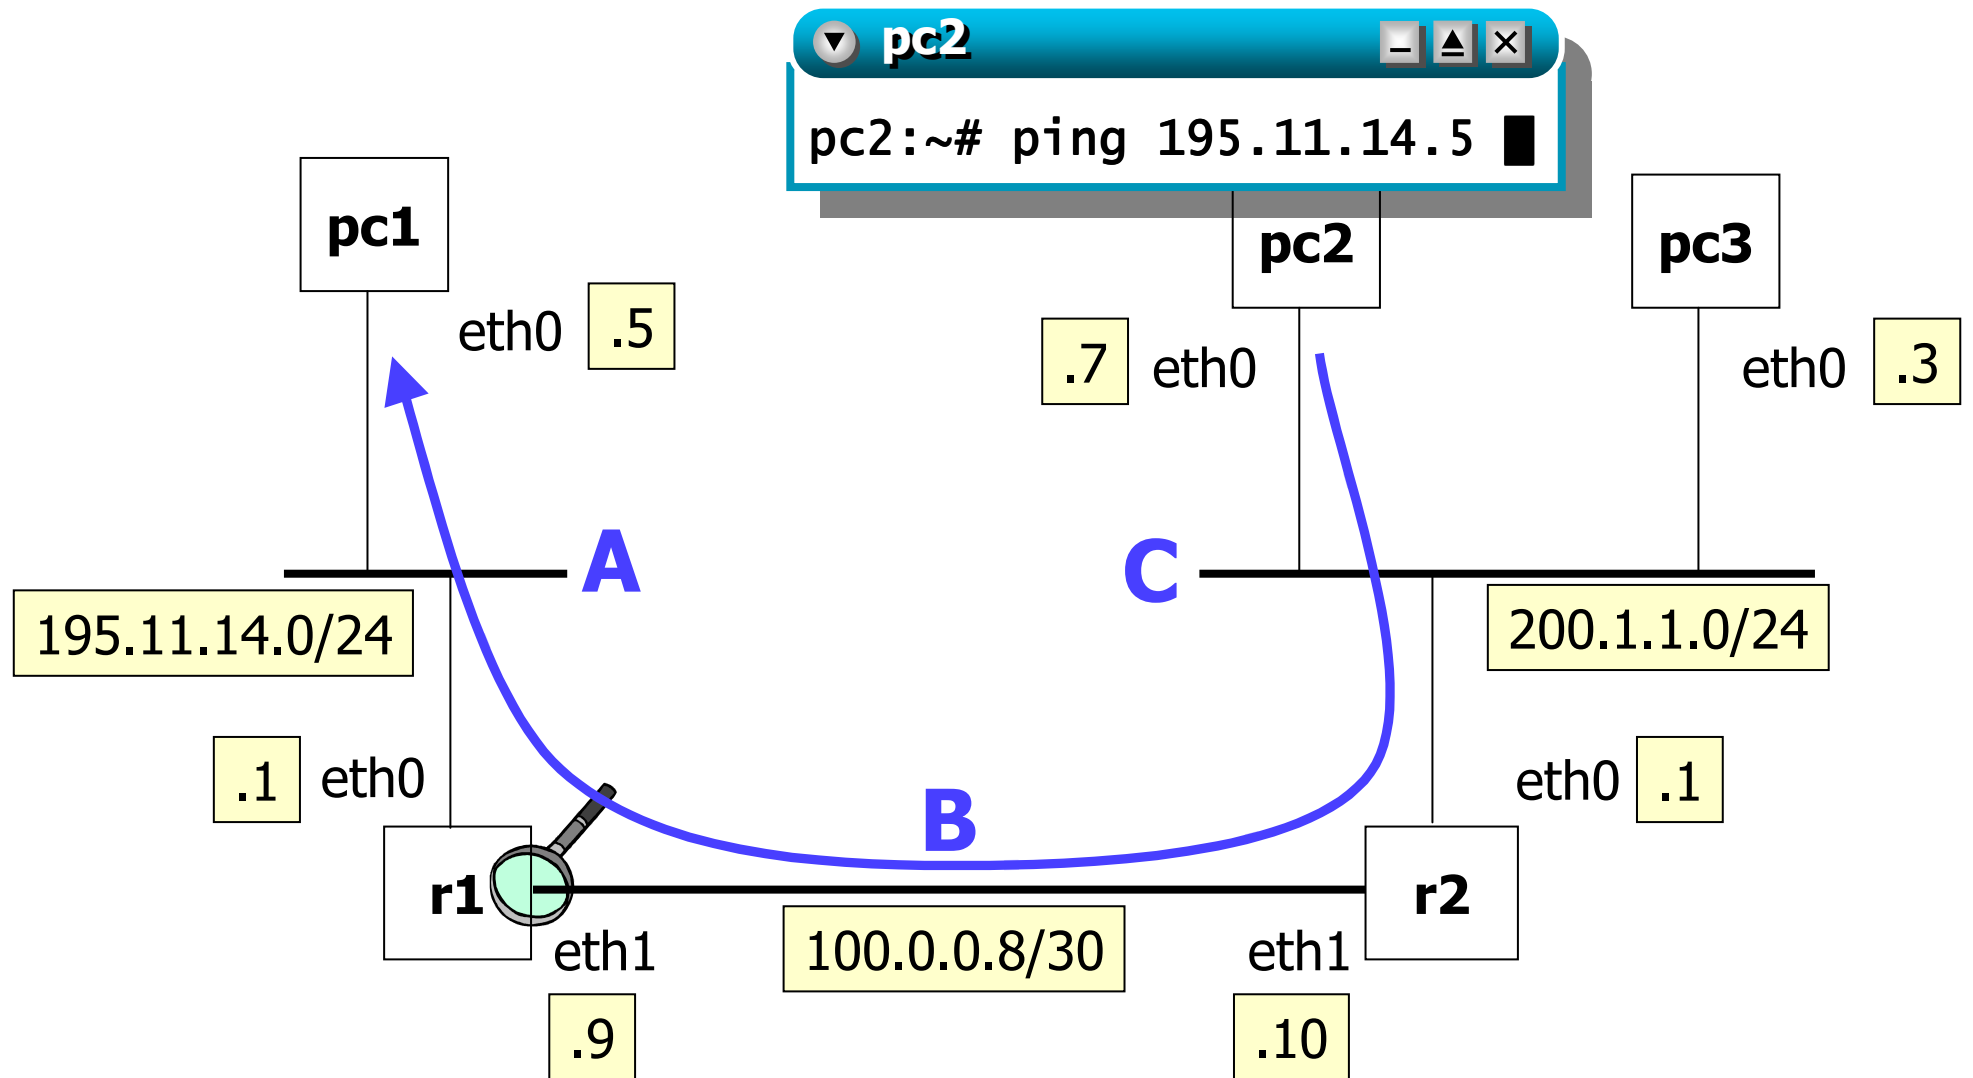 pc2
pc2:~# ping 195.11.14.5
pc1
pc2
pc3
eth0 .5
.7 eth0
eth0 .3
A
C
195.11.14.0/24
200.1.1.0/24
.1 eth0
eth0 .1
B
r1
r2
eth1
100.0.0.8/30
eth1
.9
.10